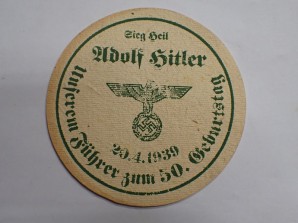 Sieg Heil
Adolf Hitler
20.4.1939
Unserem Führer zum 50. Geburtstag